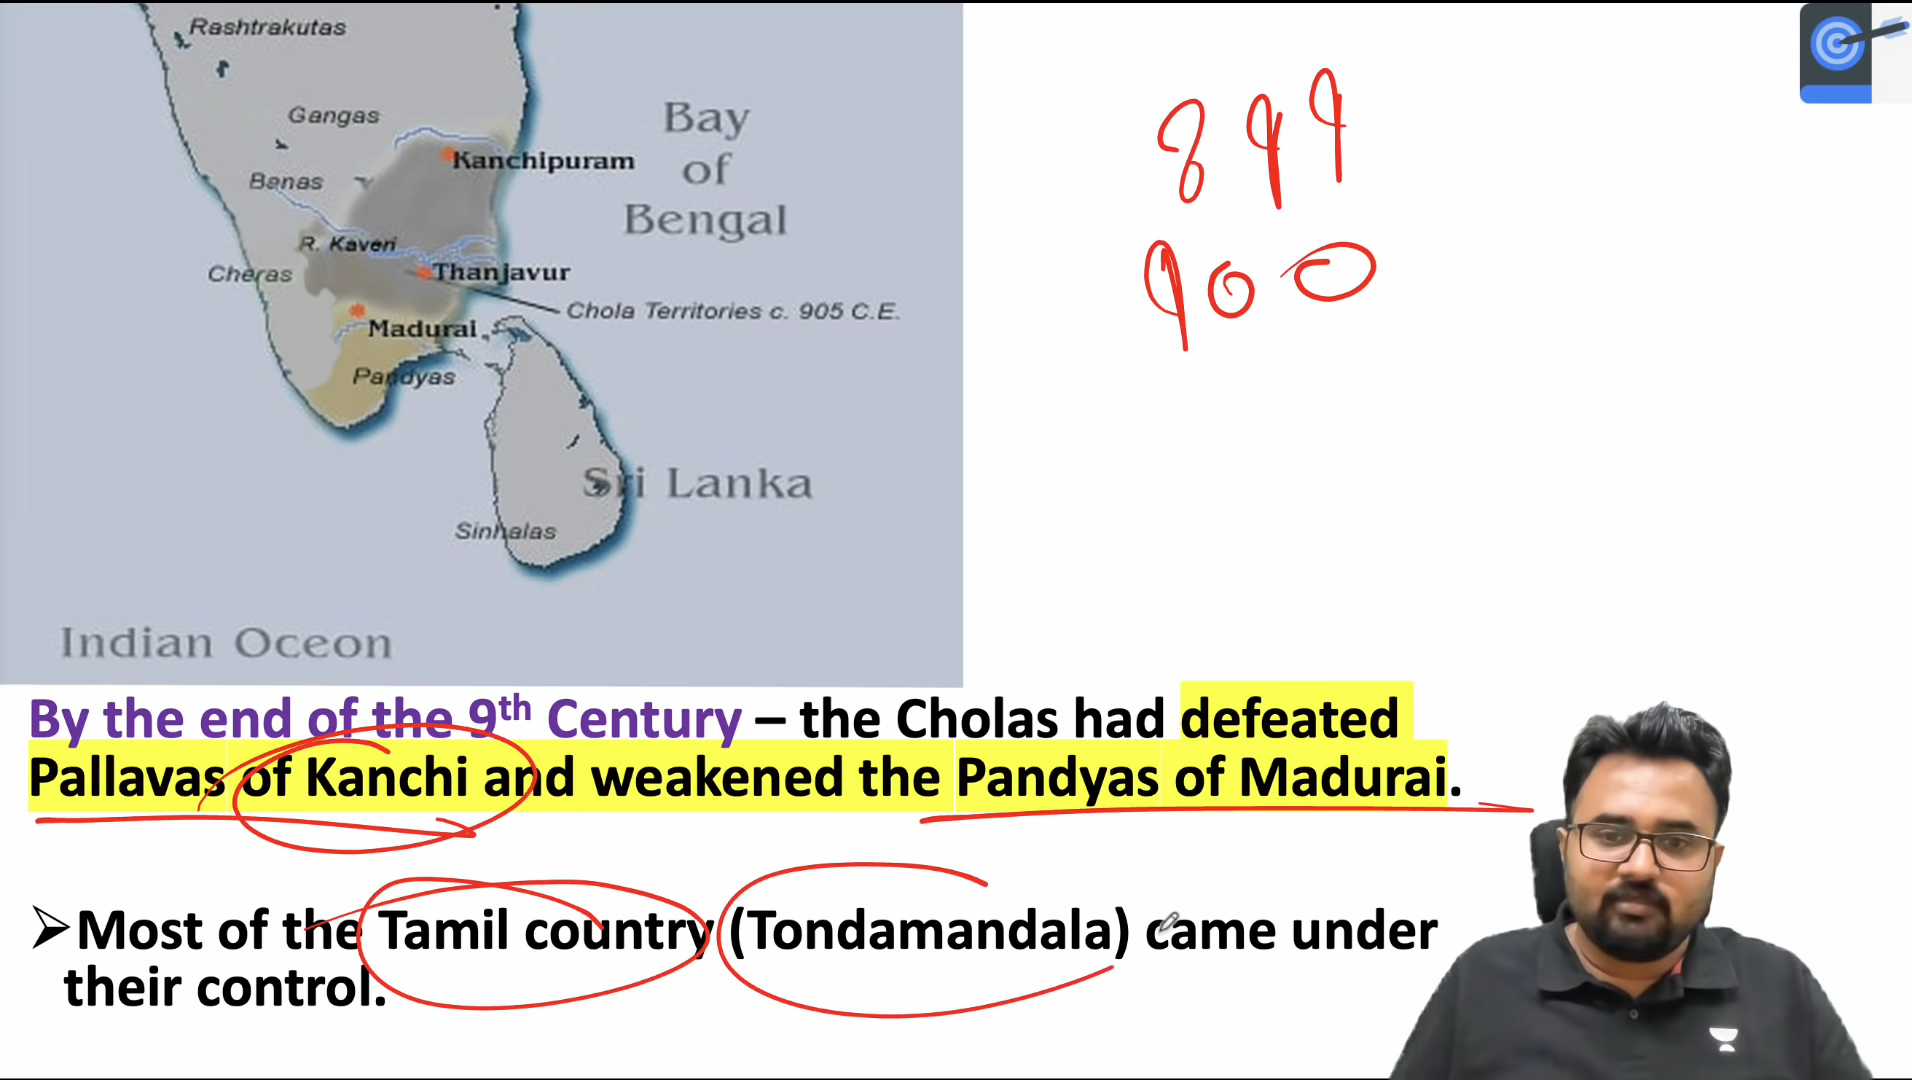 Rashtrakutas
Gangas
Kanchipuram
Banas
Bay
of
Bengal
R. Kaveri
Cheras
Thanjavur
Chola Territories c. 905 C.E.
Madurai
Pandyas
Sri Lanka
Sinhalas
Indian Oceon
899
900
By the end of the 9th Century – the Cholas had defeated
Pallavas of Kanchi and weakened the Pandyas of Madurai.
➤Most of the Tamil country (Tondamandala) came under
their control.